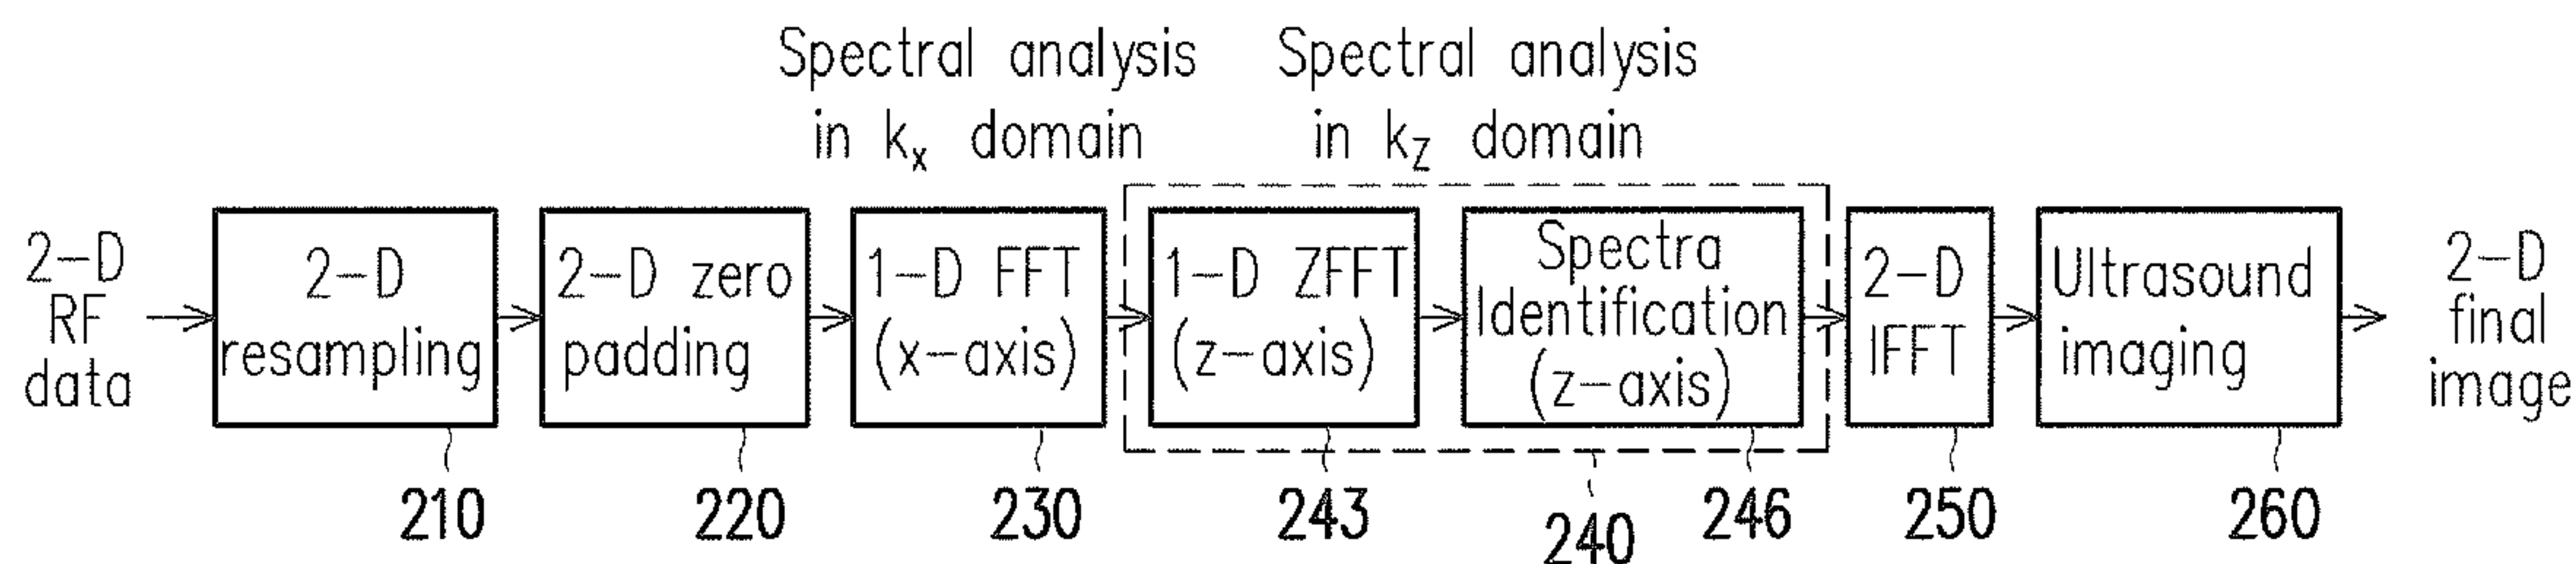 Spectral analysis
in kx domain
Spectral analysis
in kz domain
2-D
RF
data
2-D
resampling
2-D zero
padding
1-D FFT
(x-axis)
1-D ZFFT
(z-axis)
Spectra
Identification
(z-axis)
2-D
IFFT
Ultrasound
imaging
2-D
final
image
210
220
230
243
240
246
250
260